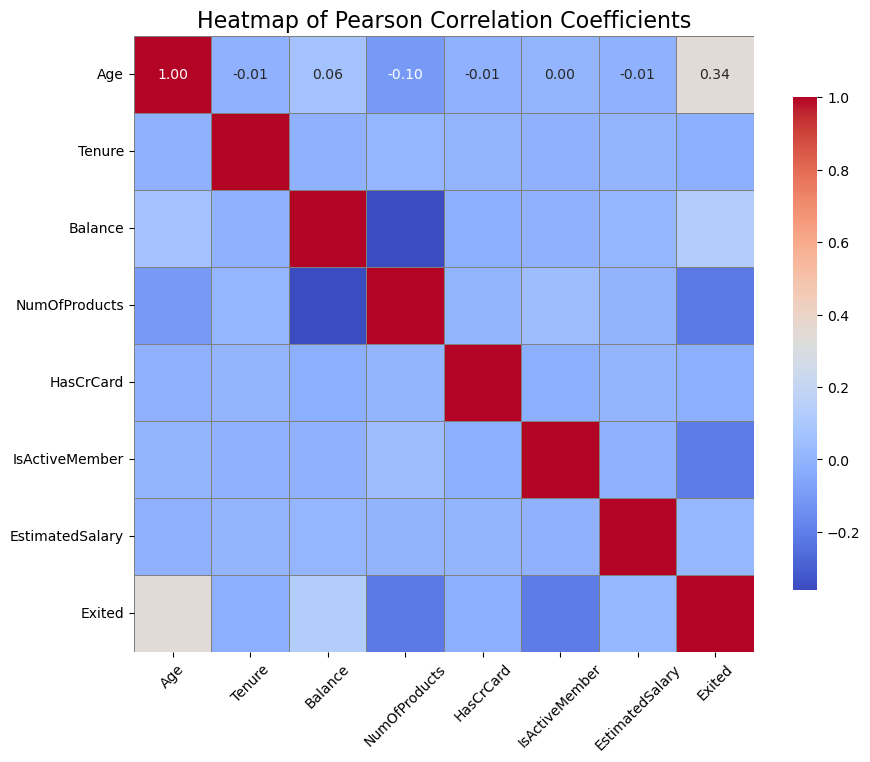 Heatmap of Pearson Correlation Coefficients
Age
1.00 -0.01 0.06 -0.10 -0.01 0.00 -0.01 0.34
Tenure
Balance
NumOfProducts
HasCrCard
IsActiveMember
EstimatedSalary
Exited
Age
Tenure
Balance
NumOfProducts
HasCrCard
IsActiveMember
EstimatedSalary
Exited
1.0
0.8
0.6
0.4
0.2
0.0
−0.2